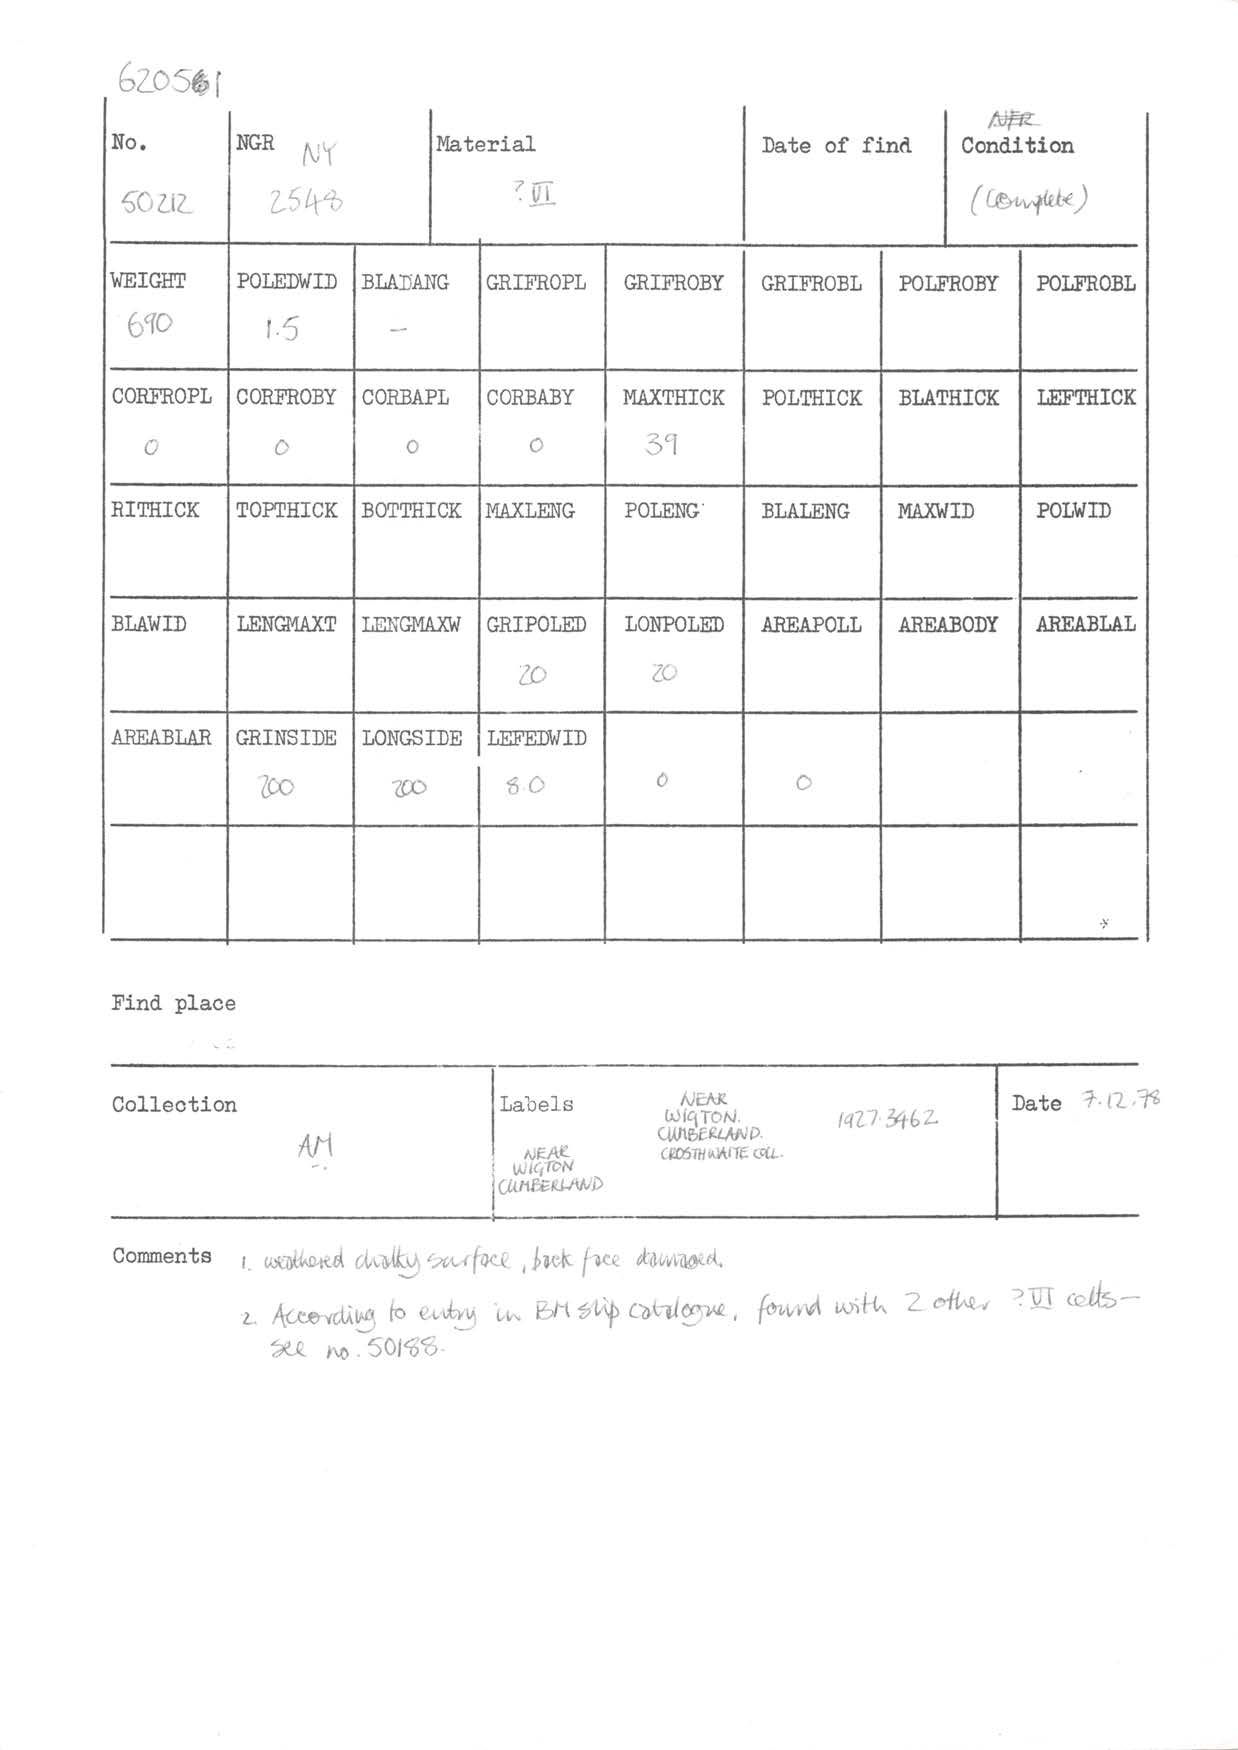 620561
No. NGR NY Material Date of find Condition
50212 2548 ? VI (complete)
WEIGHT POLEDWID BLADANG GRIFROPL GRIFROBY GRIFROBL POLFROBY POLFROBL
690 1.5 –
CORFROPL CORFROBY CORBAPL CORBABY MAXTHICK POLTHICK BLATHICK LEFTHICK
0 0 0 0 39
RITHICK TOPTHICK BOTTHICK MAXLENG POLENG BLALENG MAXWID POLWID
BLAWID LENGMAXT LENGMAXW GRIPOLED LONPOLED AREAPOLL AREABODY AREABLAL
20 20
AREABLAR GRINSIDE LONGSIDE LEFEDWID
200 200 8.0 0 0
Find place
Collection
AM
Labels
NEAR
WIGTON
CUMBERLAND
NEAR
WIGTON.
CUMBERLAND.
CROSTHWAITE COLL.
1927.3462
Date 7.12.78
Comments 1. weathered chalky surface, back face damaged.
2. According to entry in BM slip catalogue, found with 2 other ? VI celts –
see no. 50188.